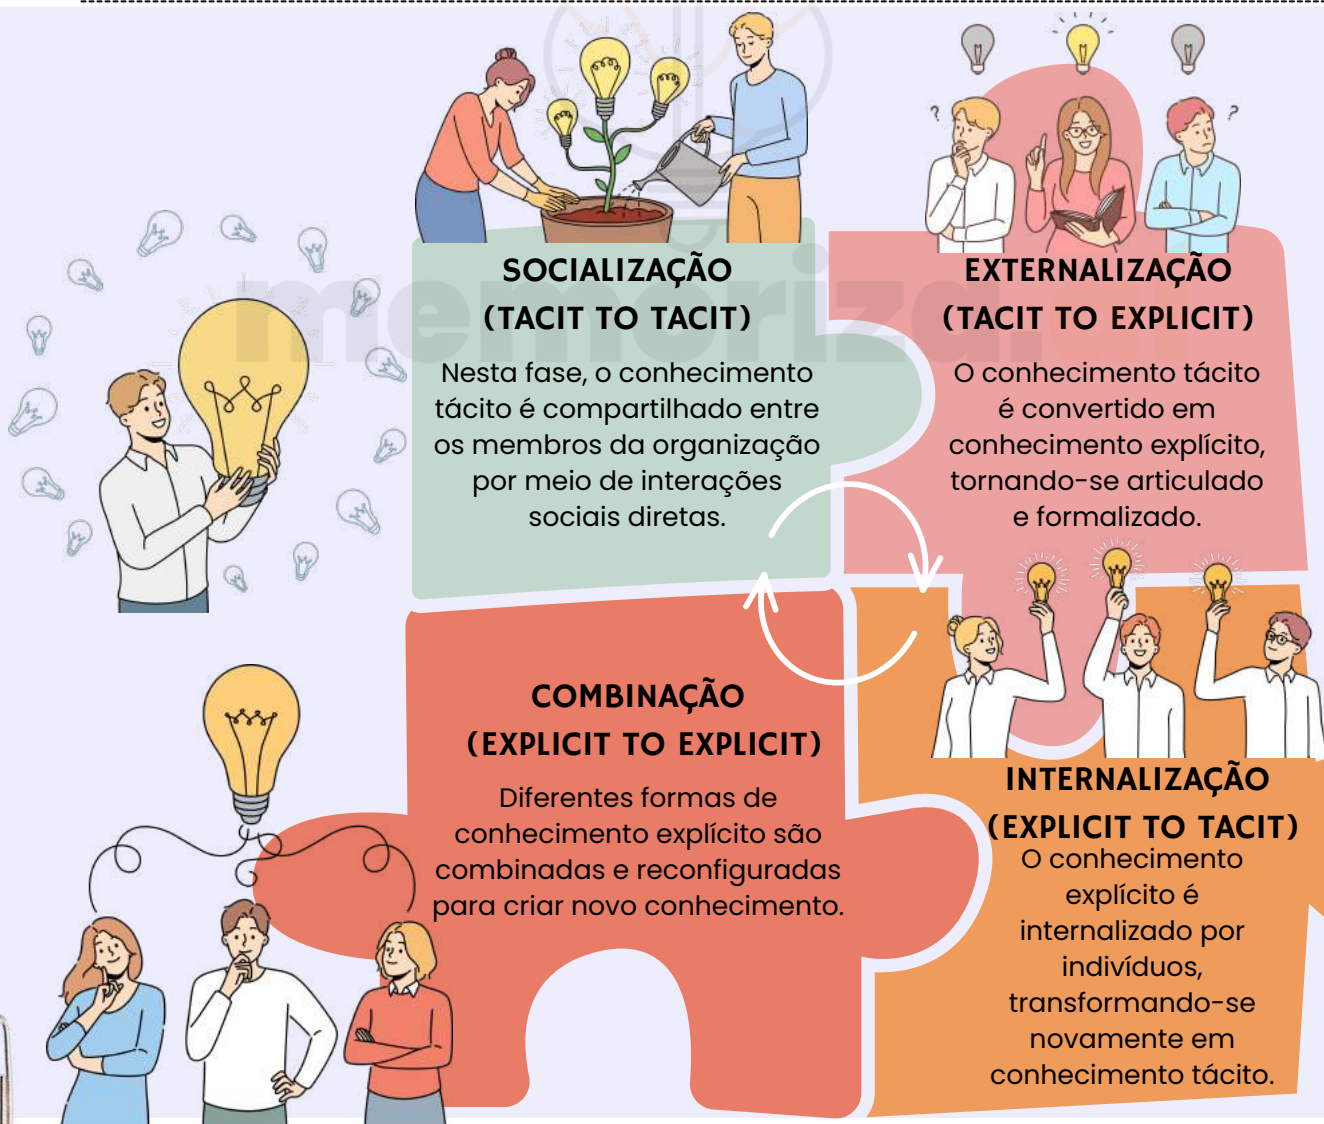 SOCIALIZAÇÃO
(TACIT TO TACIT)
Nesta fase, o conhecimento
tácito é compartilhado entre
os membros da organização
por meio de interações
sociais diretas.
EXTERNALIZAÇÃO
(TACIT TO EXPLICIT)
O conhecimento tácito
é convertido em
conhecimento explícito,
tornando-se articulado
e formalizado.
COMBINAÇÃO
(EXPLICIT TO EXPLICIT)
Diferentes formas de
conhecimento explícito são
combinadas e reconfiguradas
para criar novo conhecimento.
INTERNALIZAÇÃO
(EXPLICIT TO TACIT)
O conhecimento
explícito é
internalizado por
indivíduos,
transformando-se
novamente em
conhecimento tácito.
memoriza.ai
? ?